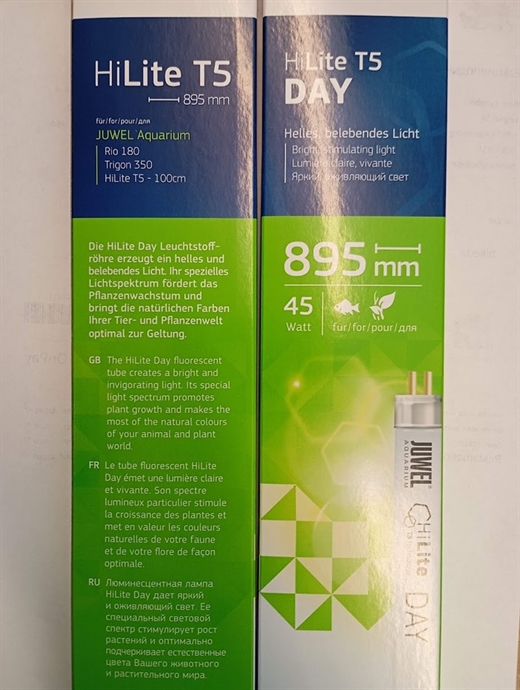 HiLite T5
895 mm
für/for/pour/для
JUWEL Aquarium
Rio 180
Trigon 350
HiLite T5 - 100cm
Die HiLite Day Leuchtstoff-
röhre erzeugt ein helles und
belebendes Licht. Ihr spezielles
Lichtspektrum fördert das
Pflanzenwachstum und
bringt die natürlichen Farben
Ihrer Tier- und Pflanzenwelt
optimal zur Geltung.
GB The HiLite Day fluorescent
tube creates a bright and
invigorating light. Its special
light spectrum promotes
plant growth and makes the
most of the natural colours
of your animal and plant
world.
FR Le tube fluorescent HiLite
Day émet une lumière claire
et vivante. Son spectre
lumineux particulier stimule
la croissance des plantes et
met en valeur les couleurs
naturelles de votre faune
et de votre flore de façon
optimale.
RU Люминесцентная лампа
HiLite Day дает яркий
и оживляющий свет. Ее
специальный световой
спектр стимулирует рост
растений и оптимально
подчеркивает естественные
цвета Вашего животного
и растительного мира.
HiLite T5
DAY
Helles, belebendes Licht
Bright, stimulating light
Lumière claire, vivante
Яркий, оживляющий свет
895 mm
45
Watt
für/for/pour/для
JUWEL
AQUARIUM
HiLite DAY